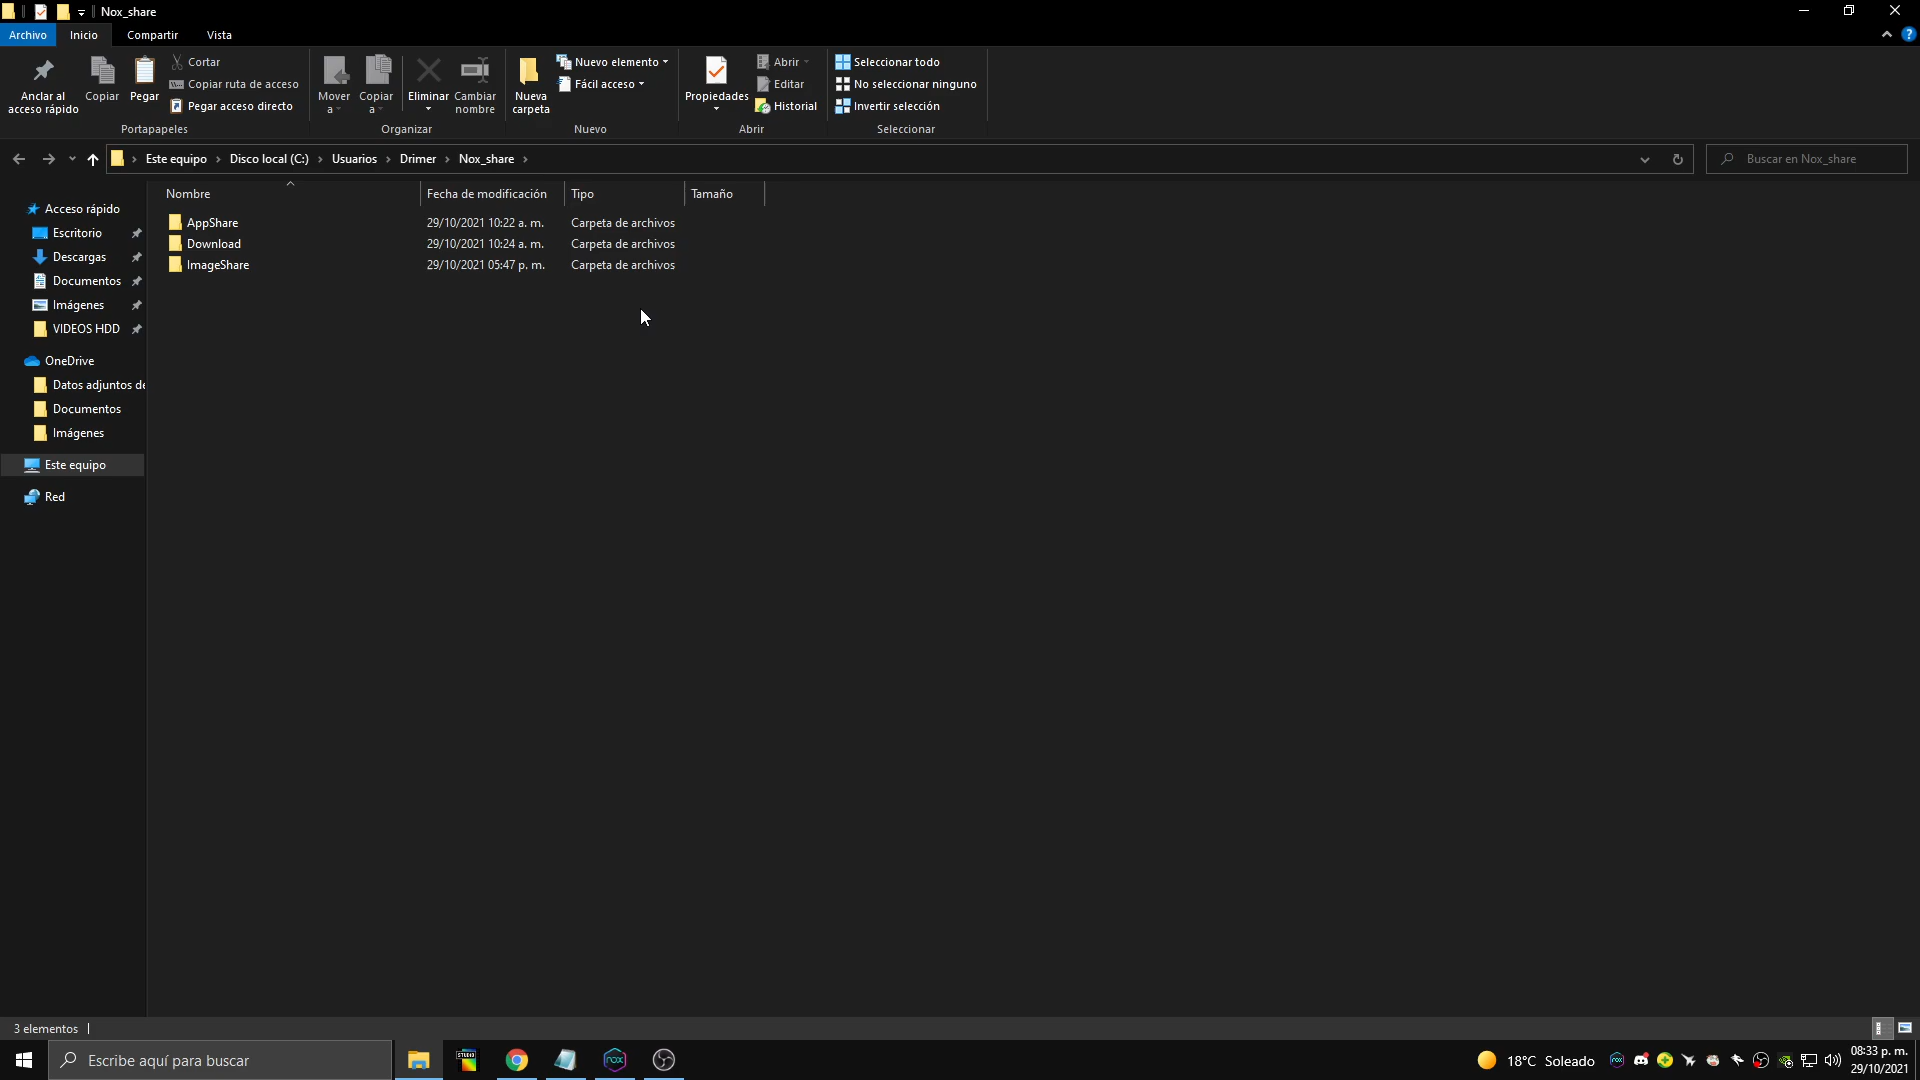 Nox_share
Archivo Inicio Compartir Vista
Anclar al acceso rápido
Copiar
Pegar
Cortar
Copiar ruta de acceso
Pegar acceso directo
Portapapeles
Mover a
Copiar a
Eliminar
Cambiar nombre
Organizar
Nueva carpeta
Nuevo elemento
Fácil acceso
Nuevo
Propiedades
Abrir
Editar
Historial
Abrir
Seleccionar todo
No seleccionar ninguno
Invertir selección
Seleccionar
Este equipo › Disco local (C:) › Usuarios › Drimer › Nox_share ›
Buscar en Nox_share
Acceso rápido
Escritorio
Descargas
Documentos
Imágenes
VIDEOS HDD
OneDrive
Datos adjuntos de
Documentos
Imágenes
Este equipo
Red
Nombre Fecha de modificación Tipo Tamaño
AppShare 29/10/2021 10:22 a. m. Carpeta de archivos
Download 29/10/2021 10:24 a. m. Carpeta de archivos
ImageShare 29/10/2021 05:47 p. m. Carpeta de archivos
3 elementos
Escribe aquí para buscar
STUDIO
nox
18°C Soleado
08:33 p. m.
29/10/2021